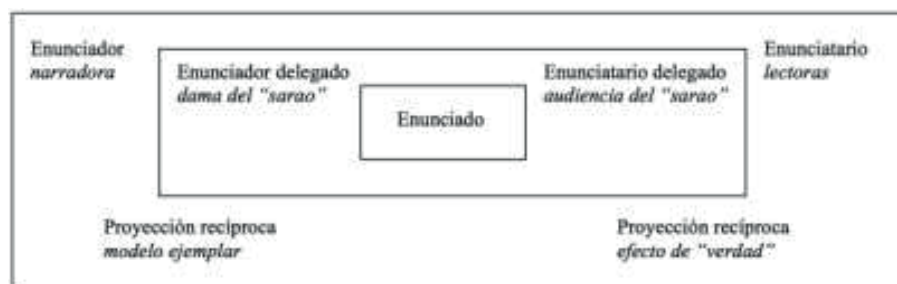 Enunciador
narradora
Enunciatario
lectoras
Enunciador delegado
dama del "sarao"
Enunciatario delegado
audiencia del "sarao"
Enunciado
Proyección recíproca
modelo ejemplar
Proyección recíproca
efecto de "verdad"